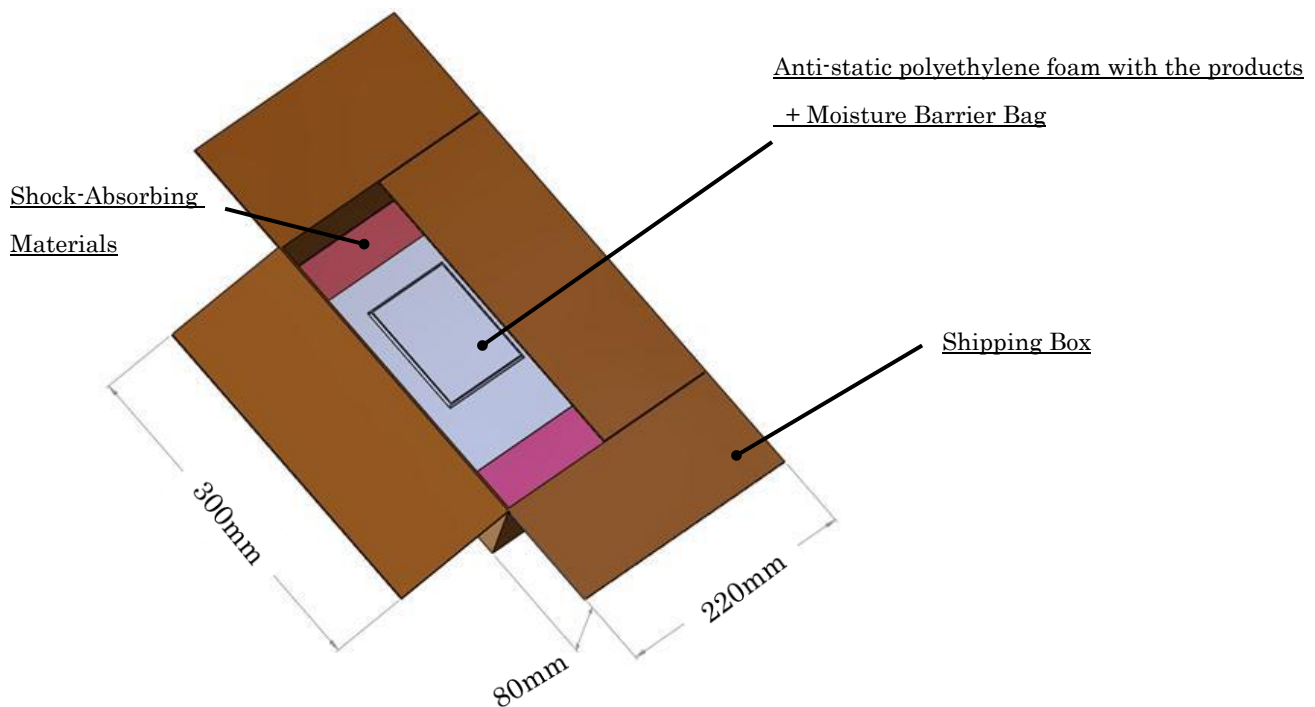 Anti-static polyethylene foam with the products
+ Moisture Barrier Bag
Shock-Absorbing
Materials
Shipping Box
300mm
220mm
80mm